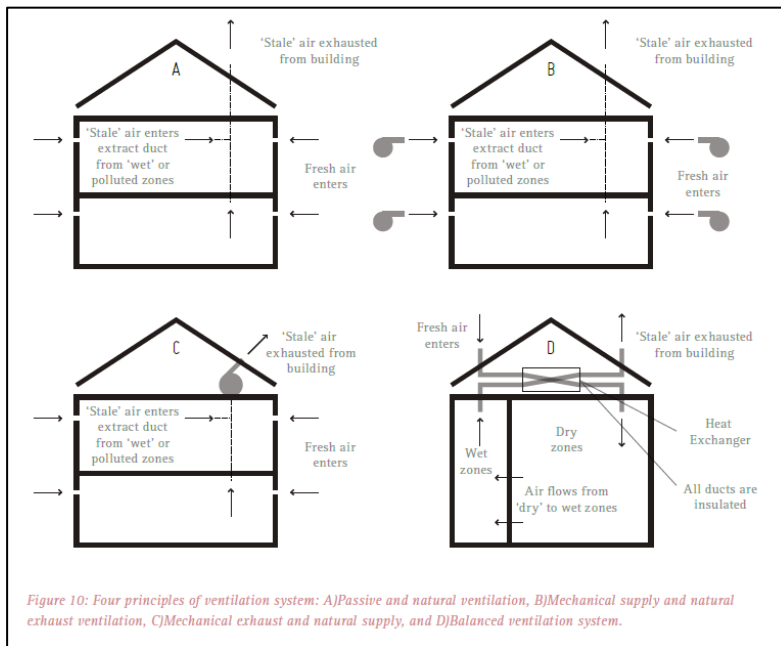 'Stale' air exhausted
from building
A
'Stale' air enters
extract duct
from 'wet' or
polluted zones
Fresh air
enters
'Stale' air exhausted
from building
B
'Stale' air enters
extract duct
from 'wet' or
polluted zones
Fresh air
enters
C
'Stale' air
exhausted from
building
'Stale' air enters
extract duct
from 'wet' or
polluted zones
Fresh air
enters
Fresh air
enters
D
'Stale' air exhausted
from building
Wet
zones
Dry
zones
Heat
Exchanger
Air flows from
'dry' to wet zones
All ducts are
insulated
Figure 10: Four principles of ventilation system: A)Passive and natural ventilation, B)Mechanical supply and natural
exhaust ventilation, C)Mechanical exhaust and natural supply, and D)Balanced ventilation system.